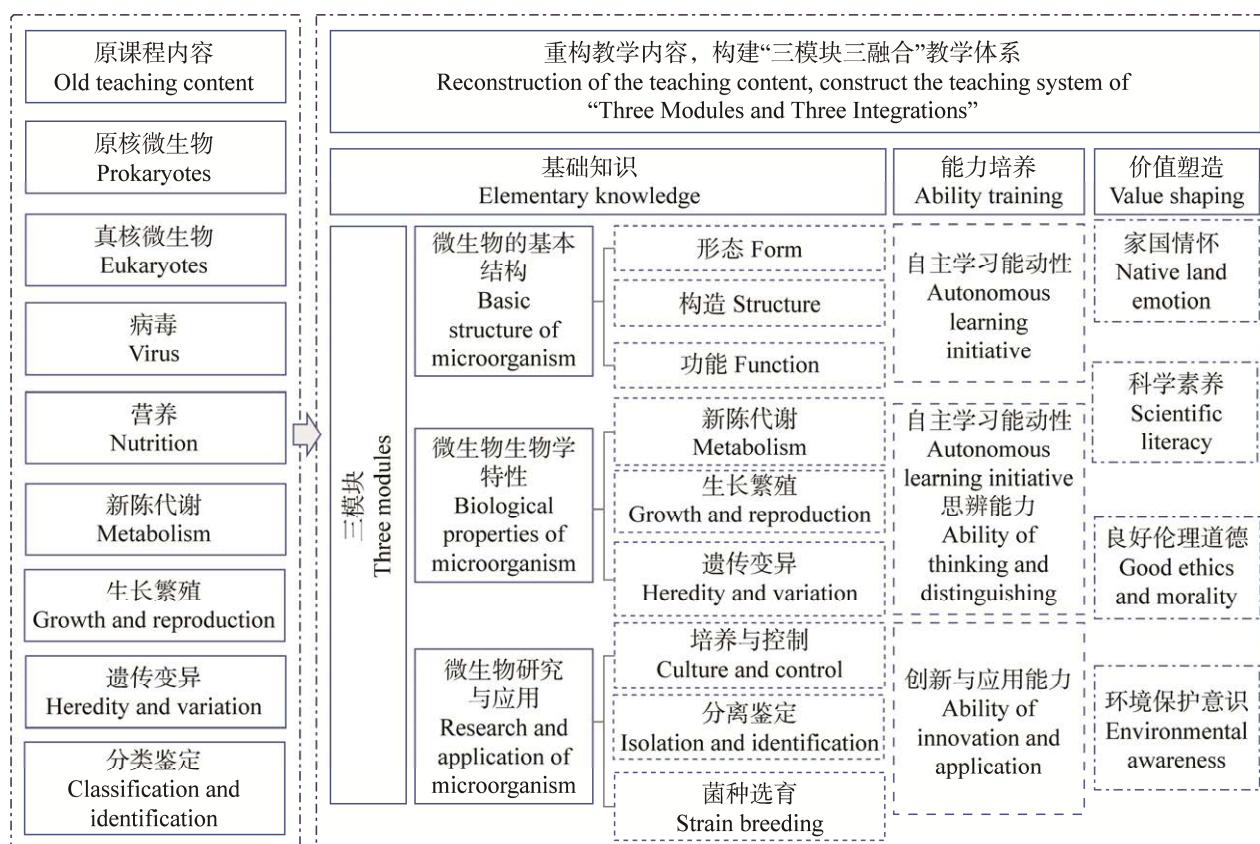 原课程内容
Old teaching content
原核微生物
Prokaryotes
真核微生物
Eukaryotes
病毒
Virus
营养
Nutrition
新陈代谢
Metabolism
生长繁殖
Growth and reproduction
遗传变异
Heredity and variation
分类鉴定
Classification and
identification
重构教学内容，构建“三模块三融合”教学体系
Reconstruction of the teaching content, construct the teaching system of
“Three Modules and Three Integrations”
基础知识
Elementary knowledge
三模块
Three modules
微生物的基本
结构
Basic
structure of
microorganism
形态 Form
构造 Structure
功能 Function
微生物生物学
特性
Biological
properties of
microorganism
新陈代谢
Metabolism
生长繁殖
Growth and reproduction
遗传变异
Heredity and variation
微生物研究
与应用
Research and
application of
microorganism
培养与控制
Culture and control
分离鉴定
Isolation and identification
菌种选育
Strain breeding
能力培养
Ability training
自主学习能动性
Autonomous
learning
initiative
自主学习能动性
Autonomous
learning initiative
思辨能力
Ability of
thinking and
distinguishing
创新与应用能力
Ability of
innovation and
application
价值塑造
Value shaping
家国情怀
Native land
emotion
科学素养
Scientific
literacy
良好伦理道德
Good ethics
and morality
环境保护意识
Environmental
awareness